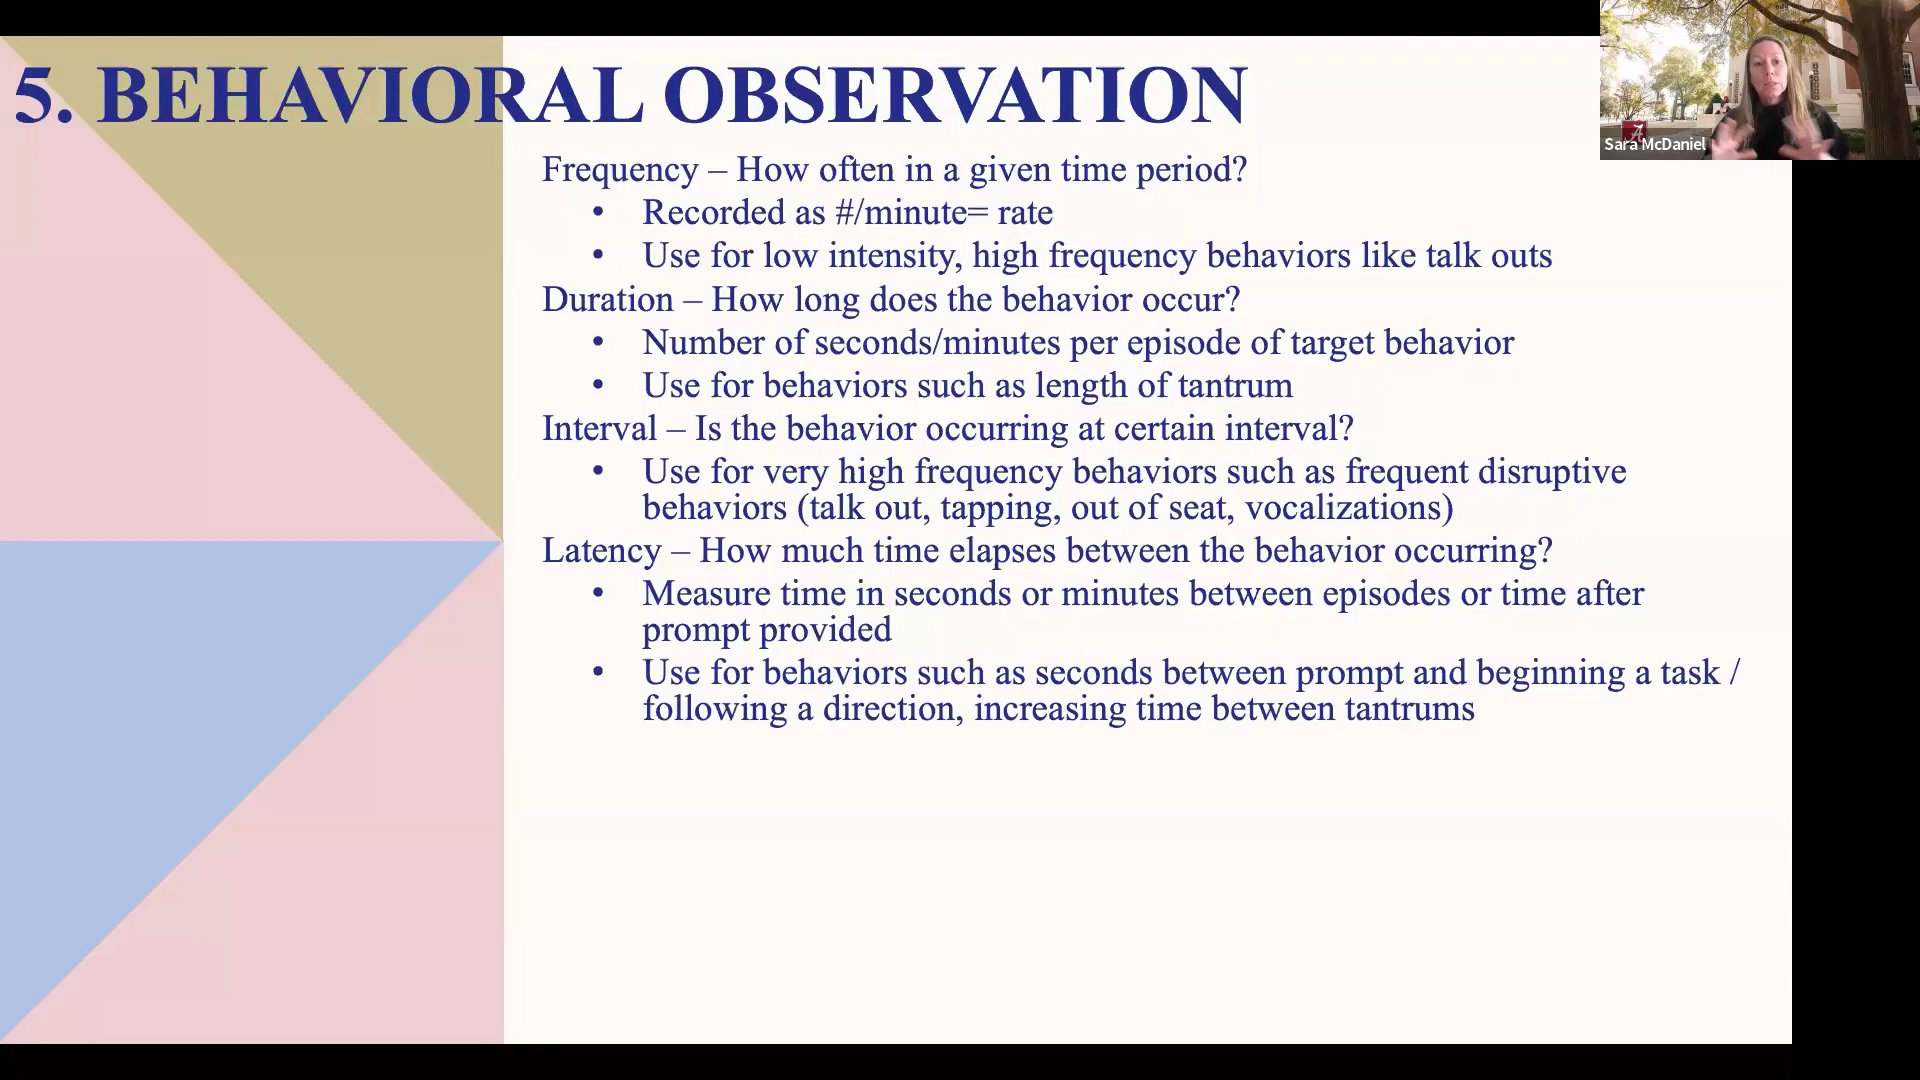 5. BEHAVIORAL OBSERVATION
Frequency – How often in a given time period?
• Recorded as #/minute= rate
• Use for low intensity, high frequency behaviors like talk outs
Duration – How long does the behavior occur?
• Number of seconds/minutes per episode of target behavior
• Use for behaviors such as length of tantrum
Interval – Is the behavior occurring at certain interval?
• Use for very high frequency behaviors such as frequent disruptive
behaviors (talk out, tapping, out of seat, vocalizations)
Latency – How much time elapses between the behavior occurring?
• Measure time in seconds or minutes between episodes or time after
prompt provided
• Use for behaviors such as seconds between prompt and beginning a task /
following a direction, increasing time between tantrums
A
Sara McDaniel